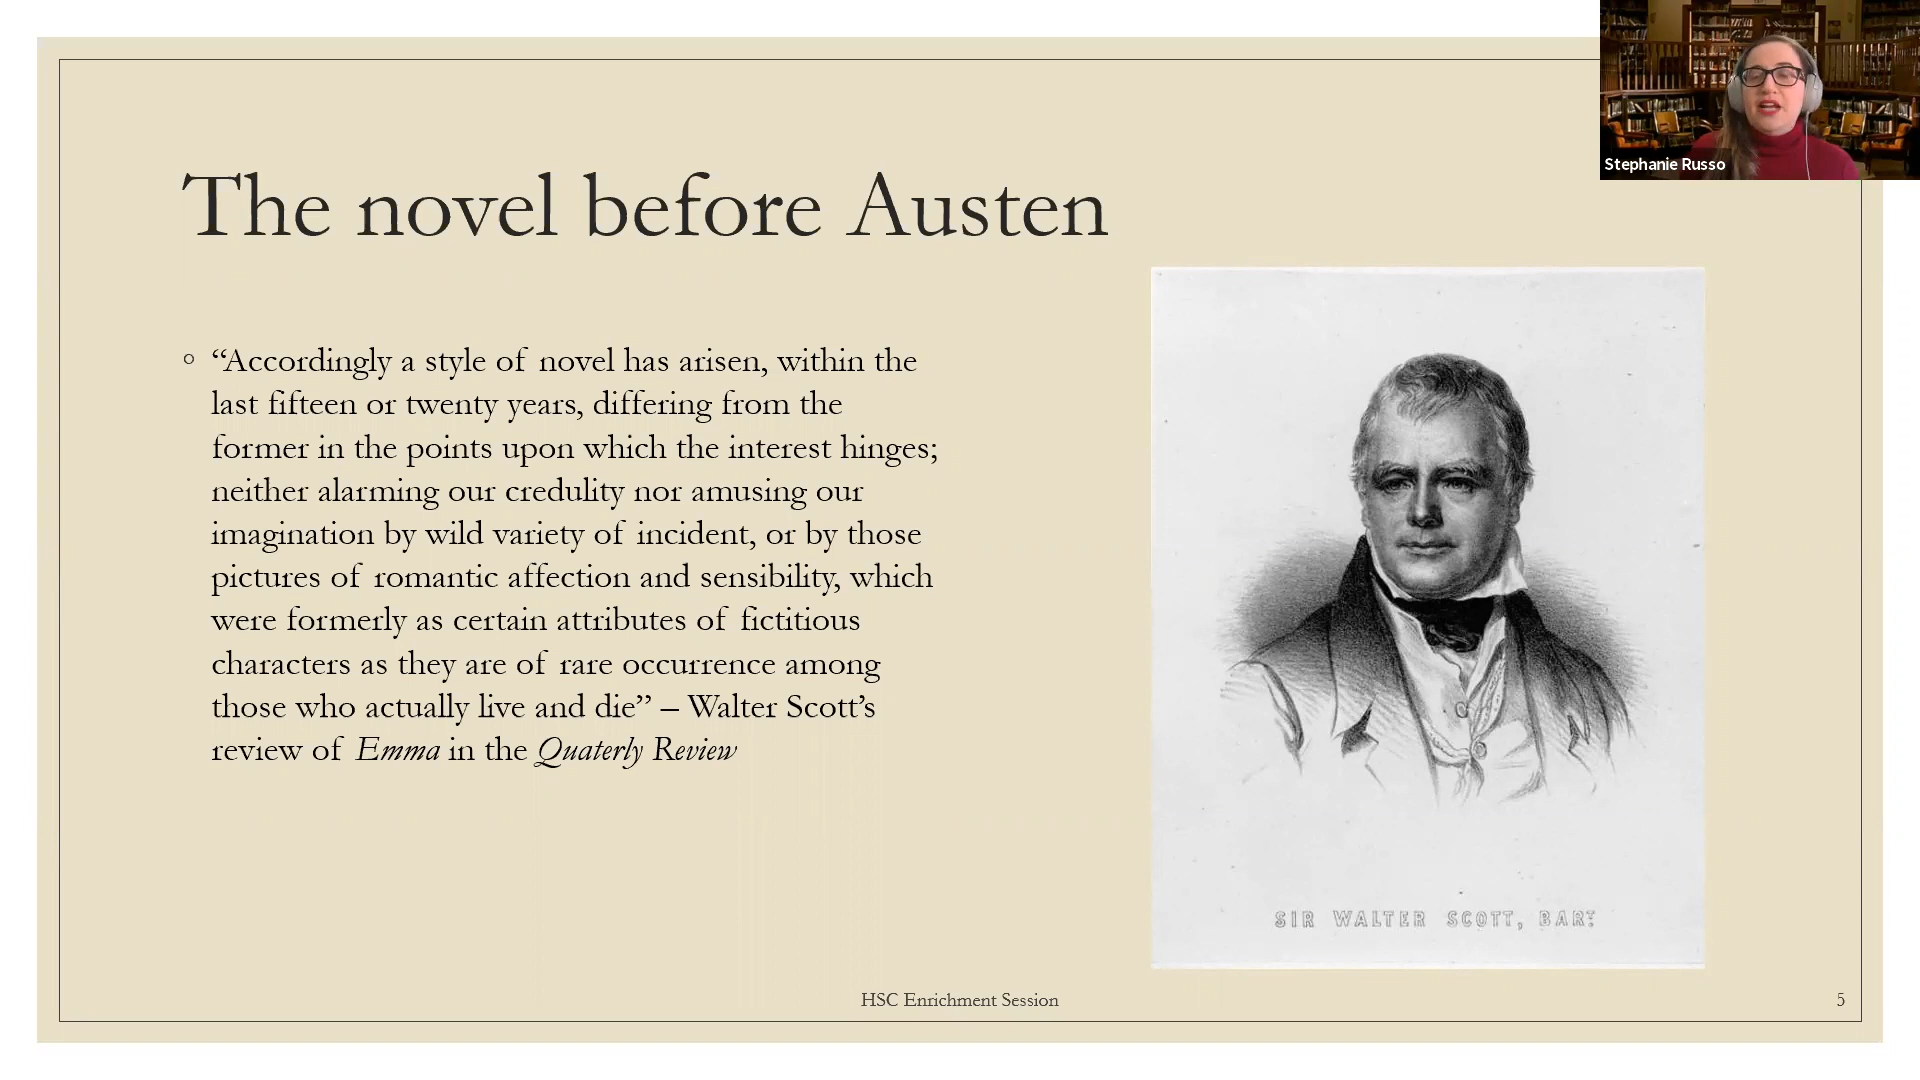 Stephanie Russo
The novel before Austen
◦ “Accordingly a style of novel has arisen, within the
last fifteen or twenty years, differing from the
former in the points upon which the interest hinges;
neither alarming our credulity nor amusing our
imagination by wild variety of incident, or by those
pictures of romantic affection and sensibility, which
were formerly as certain attributes of fictitious
characters as they are of rare occurrence among
those who actually live and die” – Walter Scott’s
review of Emma in the Quaterly Review
SIR WALTER SCOTT, BART
HSC Enrichment Session
5